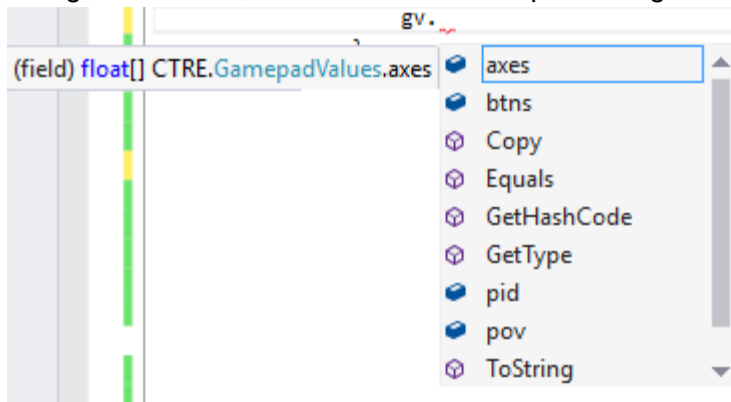 gv.
(field) float[] CTRE.GamepadValues.axes
axes
btns
Copy
Equals
GetHashCode
GetType
pid
pov
ToString